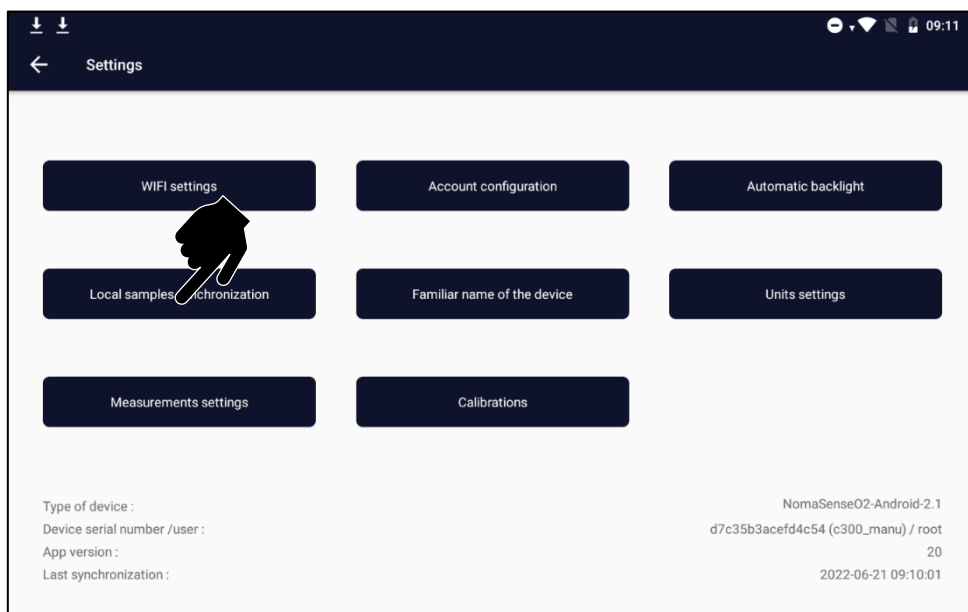 09:11
Settings
WIFI settings
Account configuration
Automatic backlight
Local samples nchronization
Familiar name of the device
Units settings
Measurements settings
Calibrations
Type of device :
NomaSenseO2-Android-2.1
Device serial number /user :
d7c35b3acefd4c54 (c300_manu) / root
App version :
20
Last synchronization :
2022-06-21 09:10:01